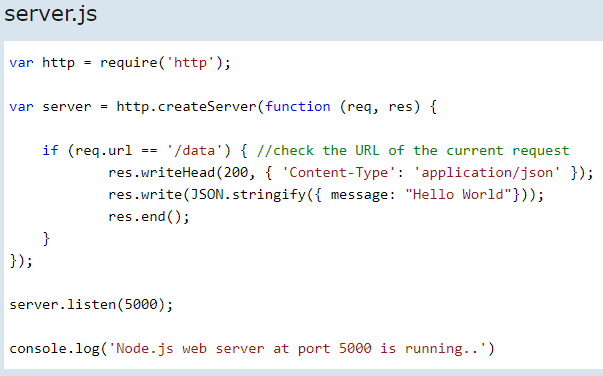 server.js
var http = require('http');
var server = http.createServer(function (req, res) {
if (req.url == '/data') { //check the URL of the current request
res.writeHead(200, { 'Content-Type': 'application/json' });
res.write(JSON.stringify({ message: "Hello World"}));
res.end();
}
});
server.listen(5000);
console.log('Node.js web server at port 5000 is running..')